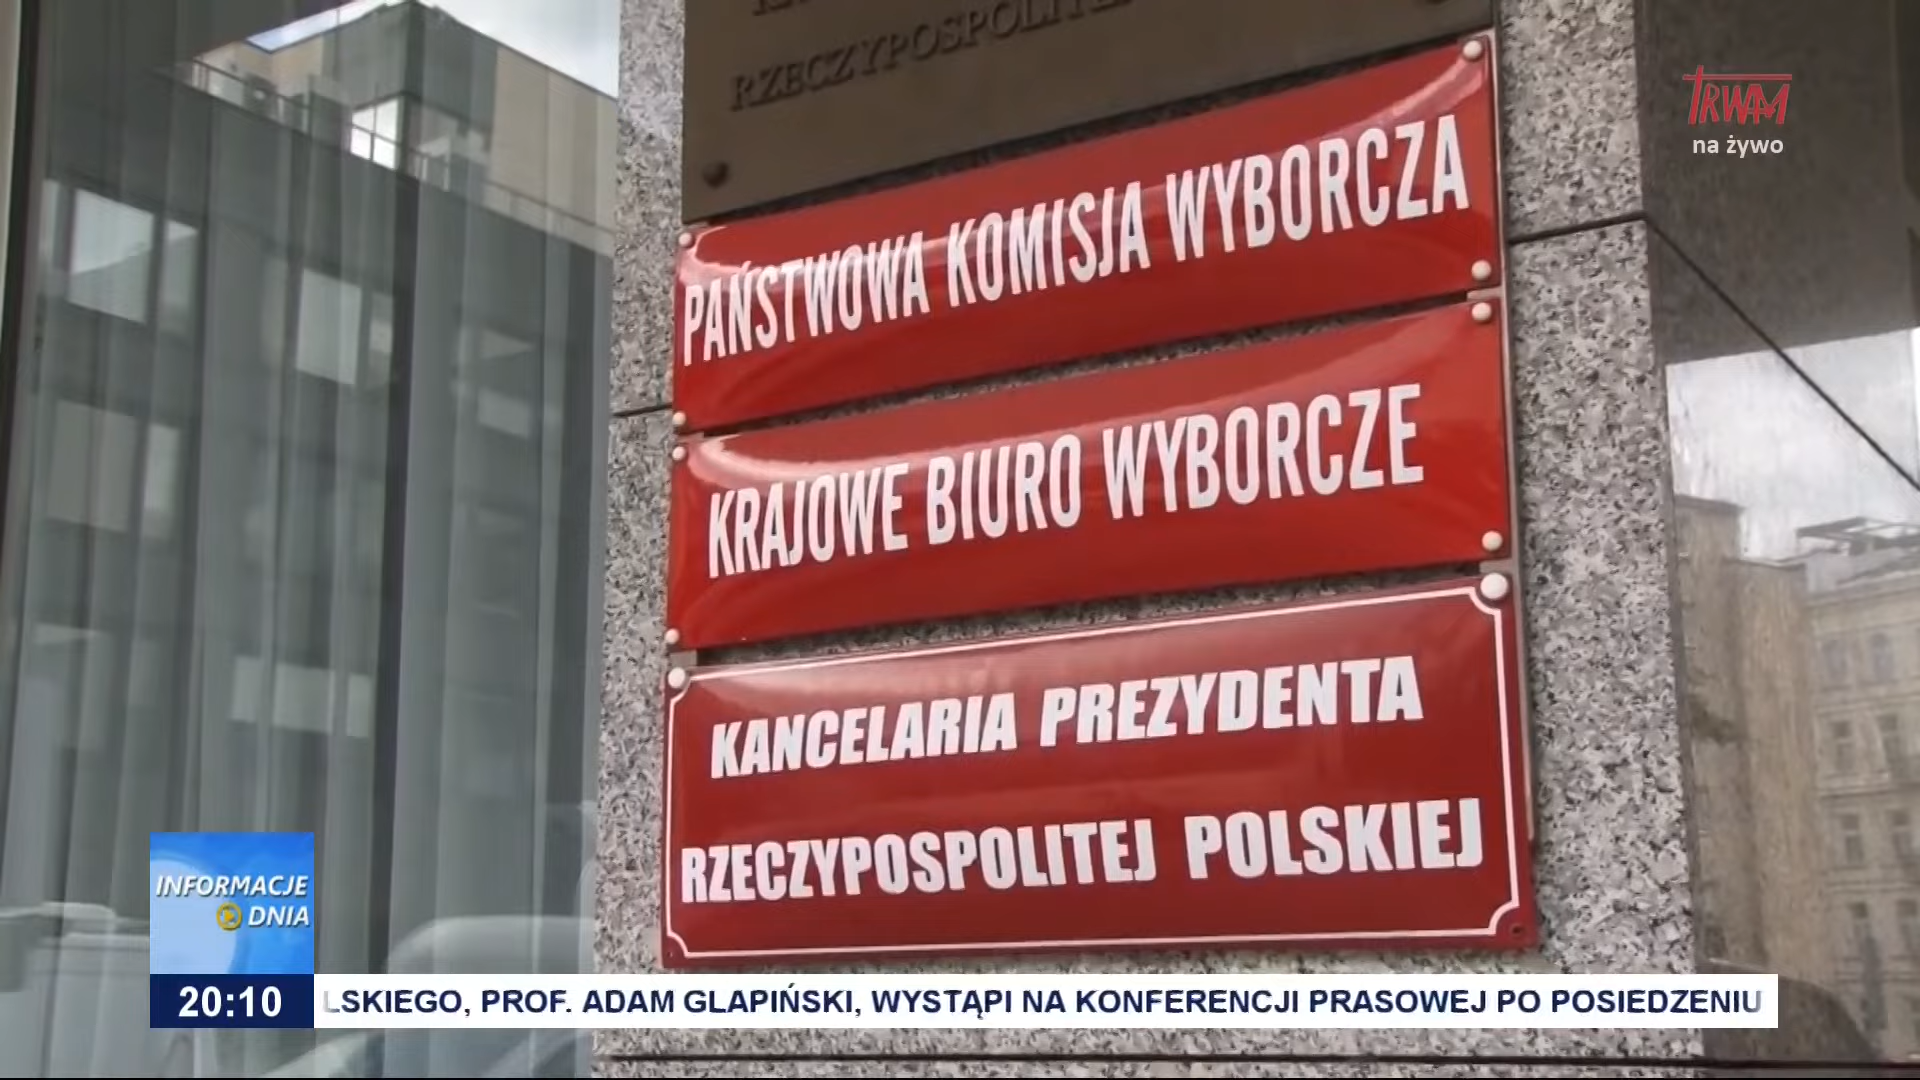 RZECZYPOSPOLITEJ
TRWAM
na żywo
PAŃSTWOWA KOMISJA WYBORCZA
KRAJOWE BIURO WYBORCZE
KANCELARIA PREZYDENTA
RZECZYPOSPOLITEJ POLSKIEJ
INFORMACJE
DNIA
20:10 LSKIEGO, PROF. ADAM GLAPIŃSKI, WYSTĄPI NA KONFERENCJI PRASOWEJ PO POSIEDZENIU